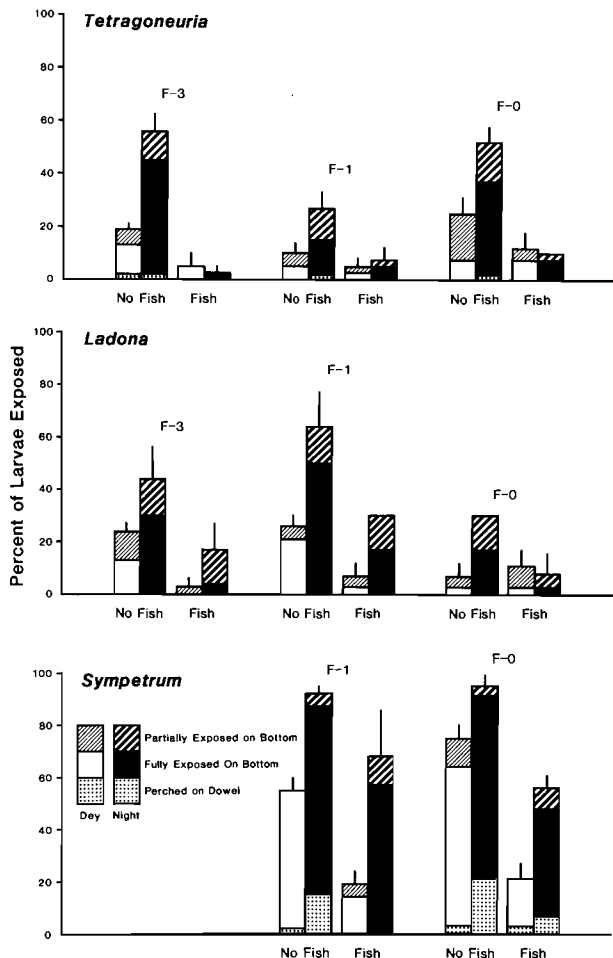 Tetragoneuria
100
80
60
40
20
0
F-3
F-1
F-0
No Fish Fish No Fish Fish No Fish Fish
Ladona
100
80
60
40
20
0
F-3
F-1
F-0
No Fish Fish No Fish Fish No Fish Fish
Percent of Larvae Exposed
Sympetrum
100
80
60
40
20
0
F-1
F-0
Partially Exposed on Bottom
Fully Exposed On Bottom
Perched on Dowel
Dey Night
No Fish Fish No Fish Fish